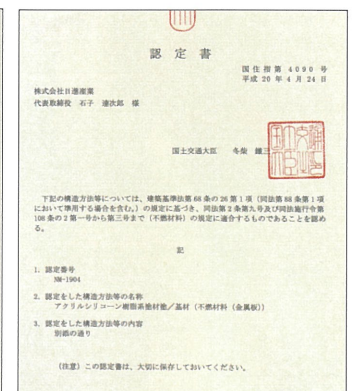 認定書
国住指第4090号
平成20年4月24日
株式会社日進産業
代表取締役 石子 達次郎 様
国土交通大臣 冬柴 鐵三
下記の構造方法等については、建築基準法第68条の26第1項(同法第88条第1項
において準用する場合を含む。)の規定に基づき、同法第2条第九号及び同法施行令第
108条の2第一号から第三号まで(不燃材料)の規定に適合するものであることを認め
る。
記
1. 認定番号
NM-1904
2. 認定をした構造方法等の名称
アクリルシリコーン樹脂系塗材塗/基材(不燃材料(金属板))
3. 認定をした構造方法等の内容
別添の通り
(注意)この認定書は、大切に保存しておいてください。